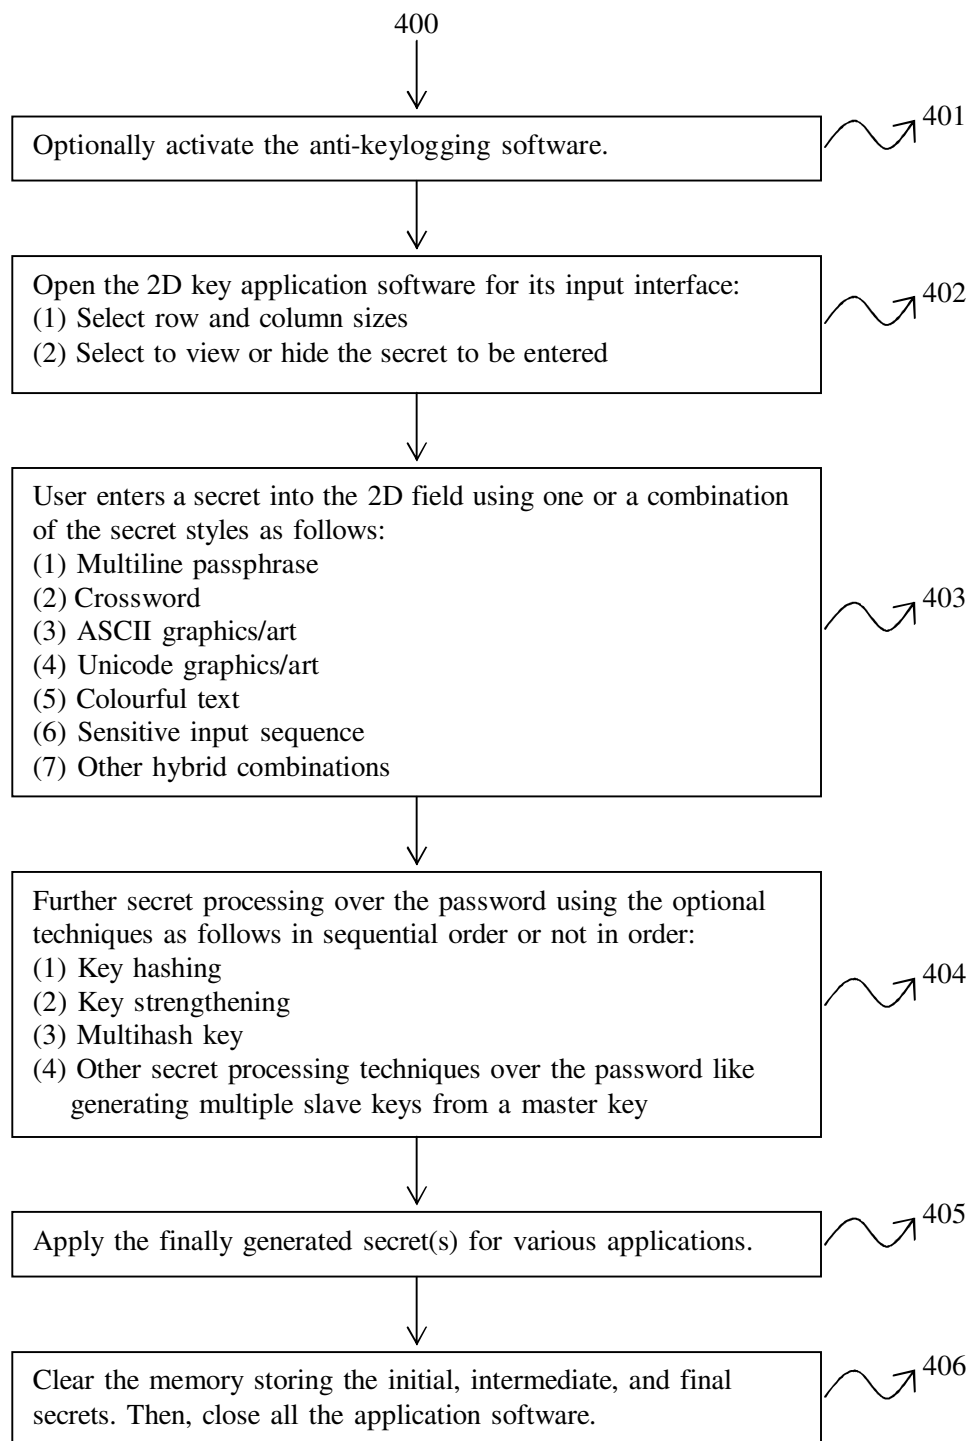 400
Optionally activate the anti-keylogging software.
401
Open the 2D key application software for its input interface:
(1) Select row and column sizes
(2) Select to view or hide the secret to be entered
402
User enters a secret into the 2D field using one or a combination
of the secret styles as follows:
(1) Multiline passphrase
(2) Crossword
(3) ASCII graphics/art
(4) Unicode graphics/art
(5) Colourful text
(6) Sensitive input sequence
(7) Other hybrid combinations
403
Further secret processing over the password using the optional
techniques as follows in sequential order or not in order:
(1) Key hashing
(2) Key strengthening
(3) Multihash key
(4) Other secret processing techniques over the password like
generating multiple slave keys from a master key
404
Apply the finally generated secret(s) for various applications.
405
Clear the memory storing the initial, intermediate, and final
secrets. Then, close all the application software.
406